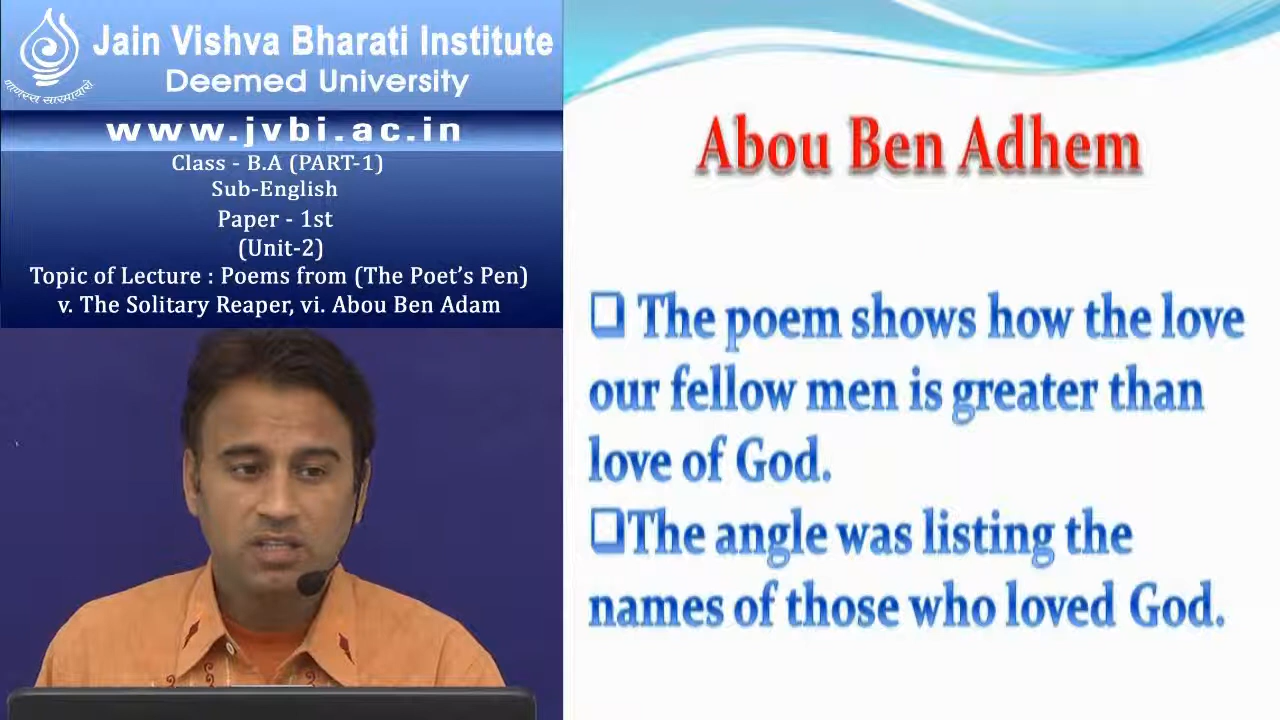 Jain Vishva Bharati Institute
Deemed University
www.jvbi.ac.in
Class - B.A (PART-1)
Sub-English
Paper - 1st
(Unit-2)
Topic of Lecture : Poems from (The Poet's Pen)
v. The Solitary Reaper, vi. Abou Ben Adam
Abou Ben Adhem
❑ The poem shows how the love
our fellow men is greater than
love of God.
❑The angle was listing the
names of those who loved God.